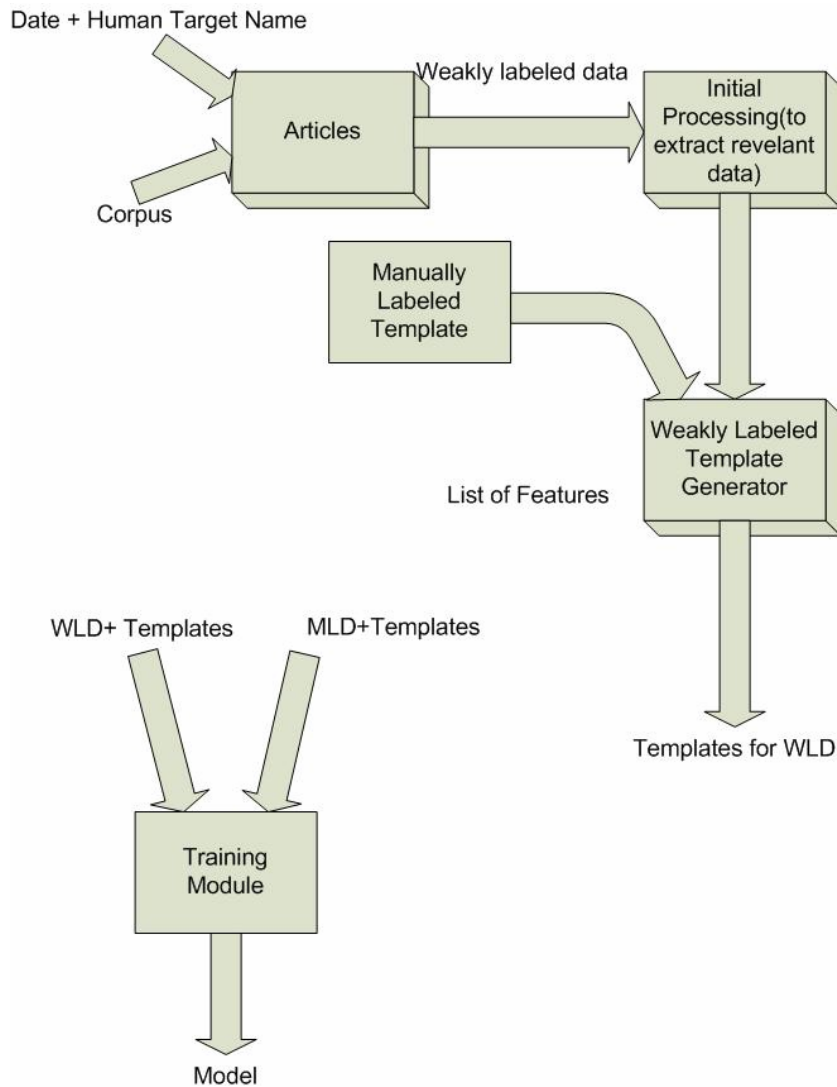 Date + Human Target Name
Weakly labeled data
Articles
Initial
Processing(to
extract revelant
data)
Corpus
Manually
Labeled
Template
Weakly Labeled
Template
Generator
List of Features
WLD+ Templates
MLD+Templates
Templates for WLD
Training
Module
Model